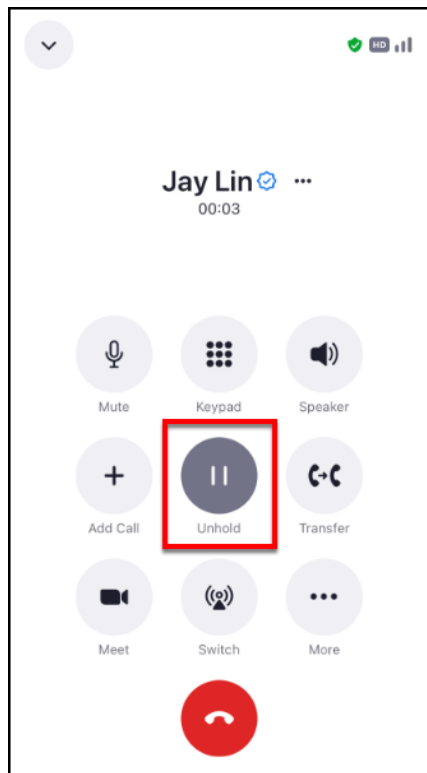 HD
Jay Lin
00:03
Mute Keypad Speaker
Add Call Unhold Transfer
Meet Switch More